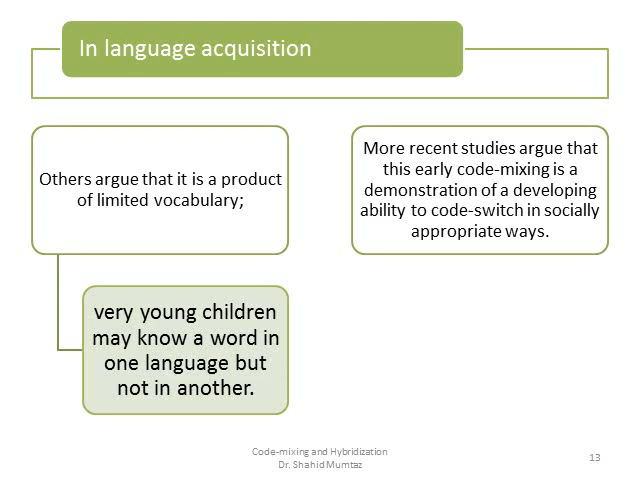 In language acquisition
Others argue that it is a product
of limited vocabulary;
very young children
may know a word in
one language but
not in another.
More recent studies argue that
this early code-mixing is a
demonstration of a developing
ability to code-switch in socially
appropriate ways.
Code-mixing and Hybridization
Dr. Shahid Mumtaz
13